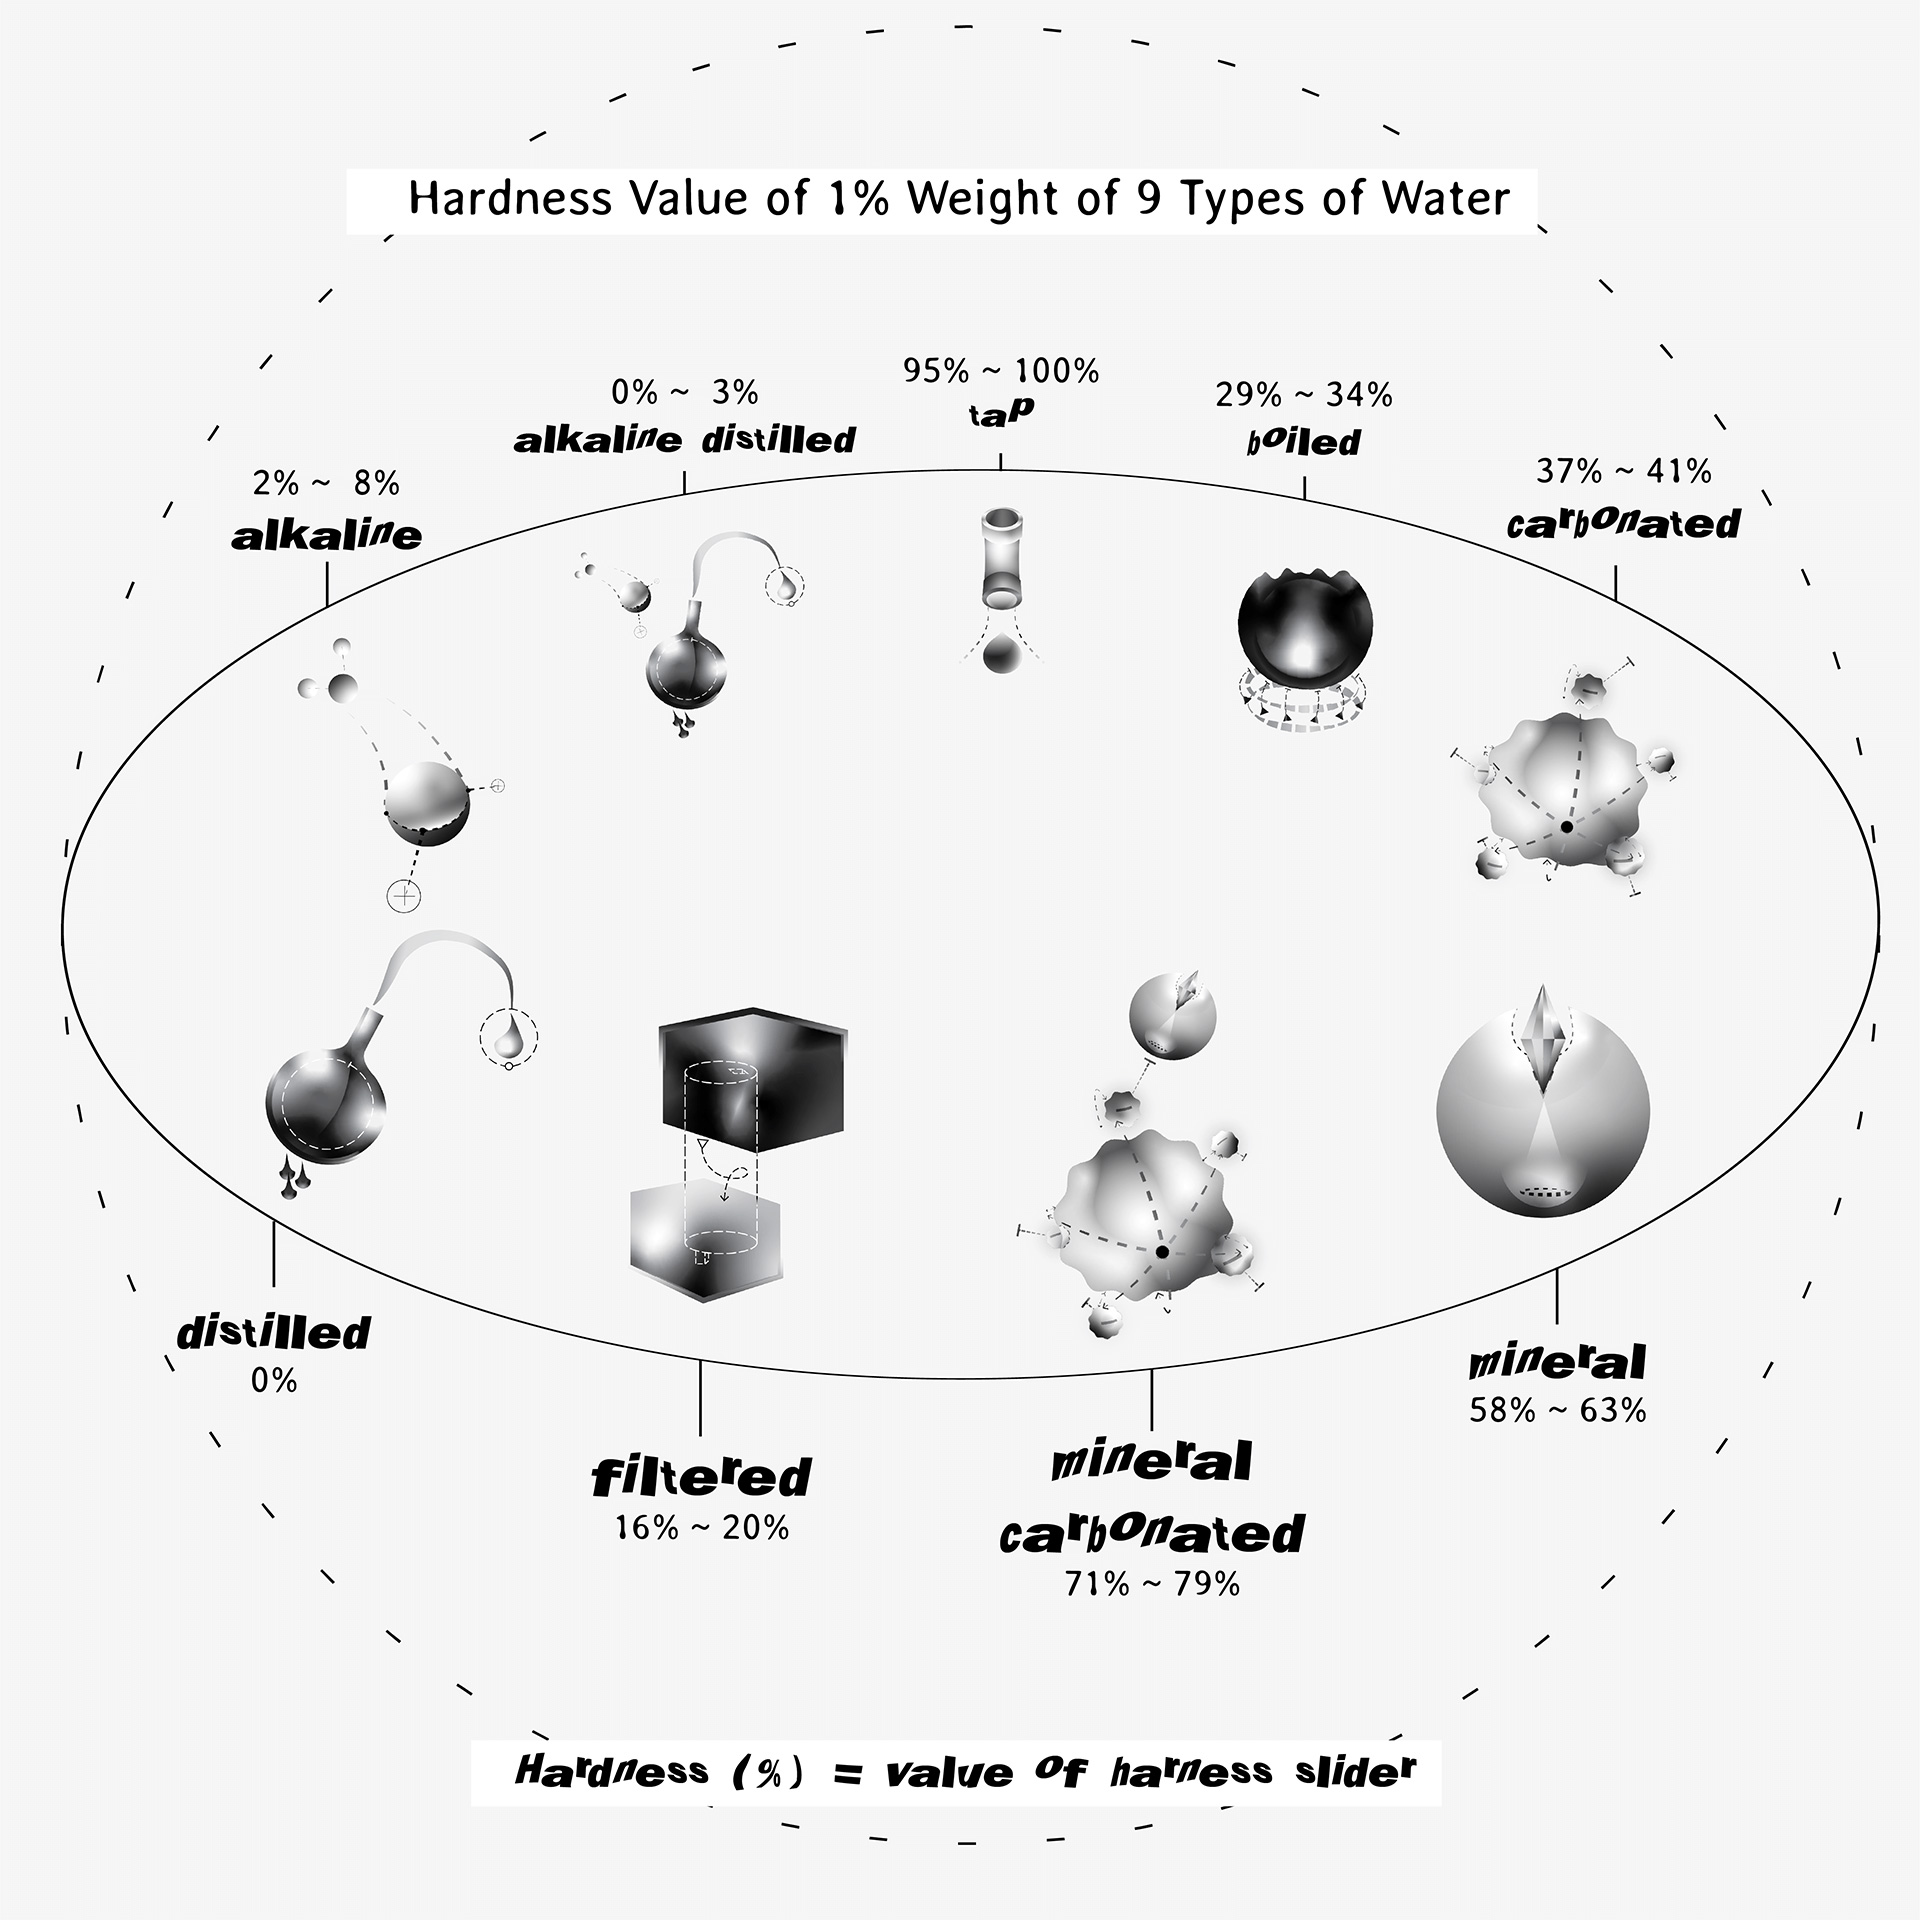 Hardness Value of 1% Weight of 9 Types of Water
95% ~ 100%
tap
0% ~ 3%
alkaline distilled
29% ~ 34%
boiled
2% ~ 8%
alkaline
37% ~ 41%
carbonated
distilled
0%
mineral
58% ~ 63%
filtered
16% ~ 20%
mineral
carbonated
71% ~ 79%
Hardness (%) = value of harness slider